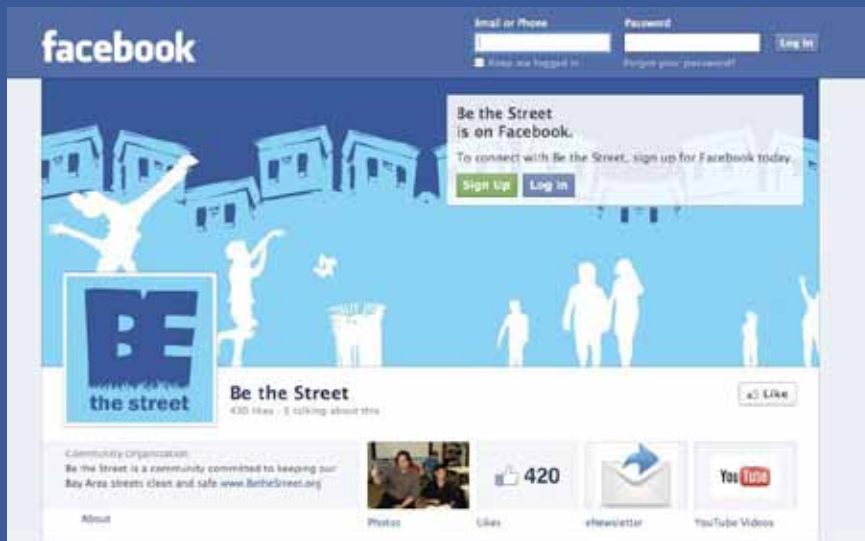 Email or Phone
Password
facebook
Log In
Keep me logged in
Forgot your password?
Be the Street
is on Facebook.
To connect with Be the Street, sign up for Facebook today.
Sign Up
Log In
BE
the street
Be the Street
talking about this
Like
Community Organization
Be the Street is a community committed to keeping our
Bay Area streets clean and safe www.BetheStreet.org
About
Photos
420
Likes
eNewsletter
YouTube
YouTube Videos